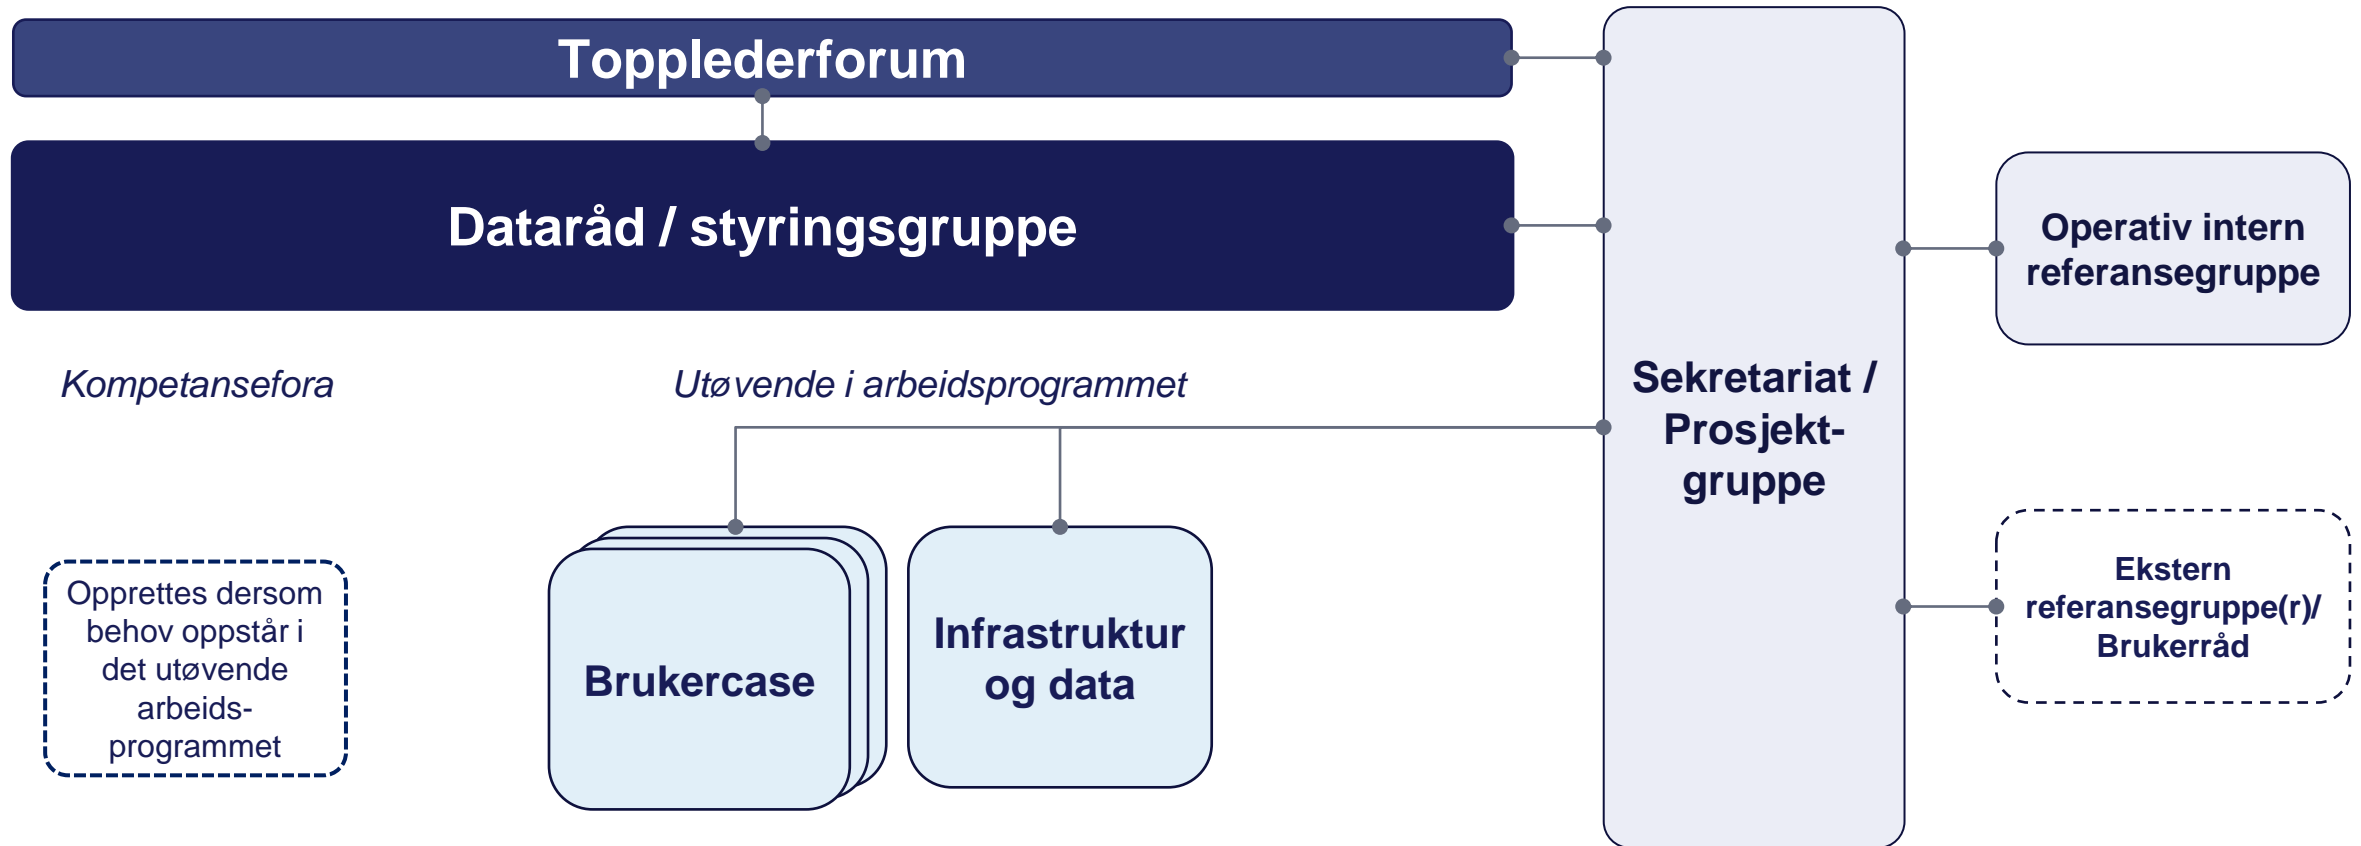 Topplederforum
Dataråd / styringsgruppe
Kompetansefora
Utøvende i arbeidsprogrammet
Opprettes dersom
behov oppstår i
det utøvende
arbeids-
programmet
Brukercase
Infrastruktur
og data
Sekretariat /
Prosjekt-
gruppe
Operativ intern
referansegruppe
Ekstern
referansegruppe(r)/
Brukerråd